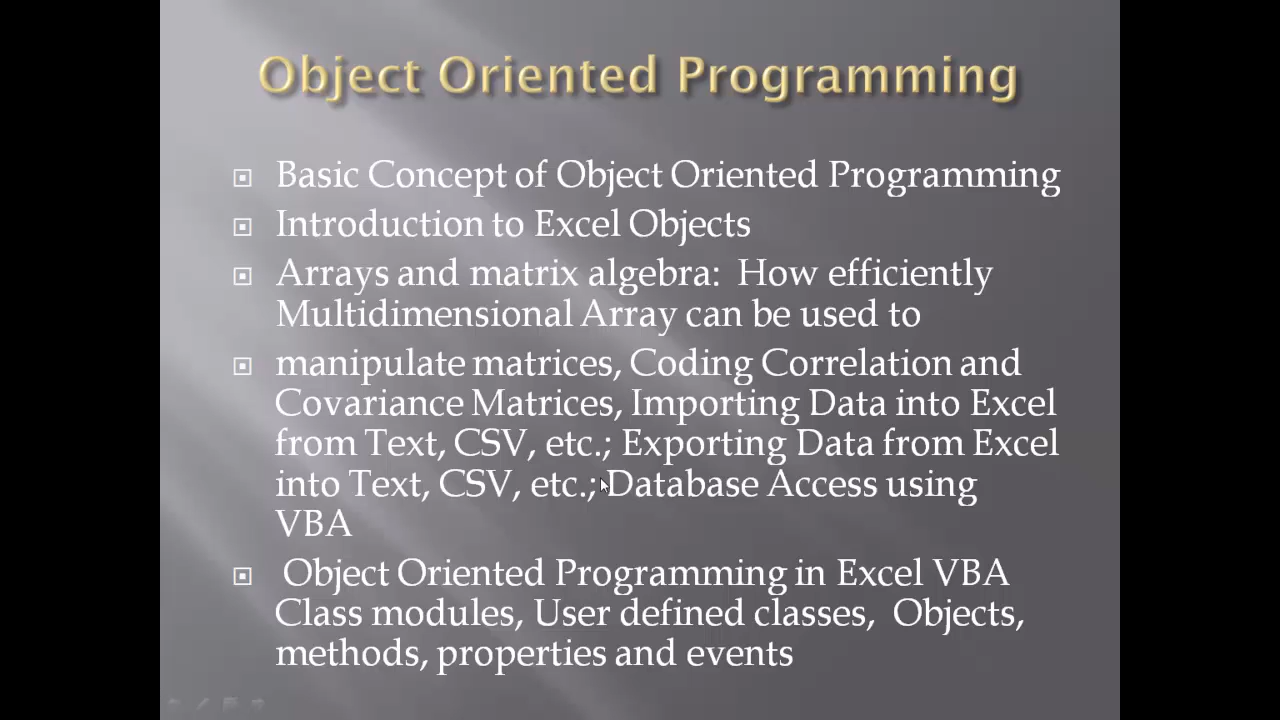 Object Oriented Programming
Basic Concept of Object Oriented Programming
Introduction to Excel Objects
Arrays and matrix algebra:  How efficiently
Multidimensional Array can be used to
manipulate matrices, Coding Correlation and
Covariance Matrices, Importing Data into Excel
from Text, CSV, etc.; Exporting Data from Excel
into Text, CSV, etc.; Database Access using
VBA
Object Oriented Programming in Excel VBA
Class modules, User defined classes,  Objects,
methods, properties and events